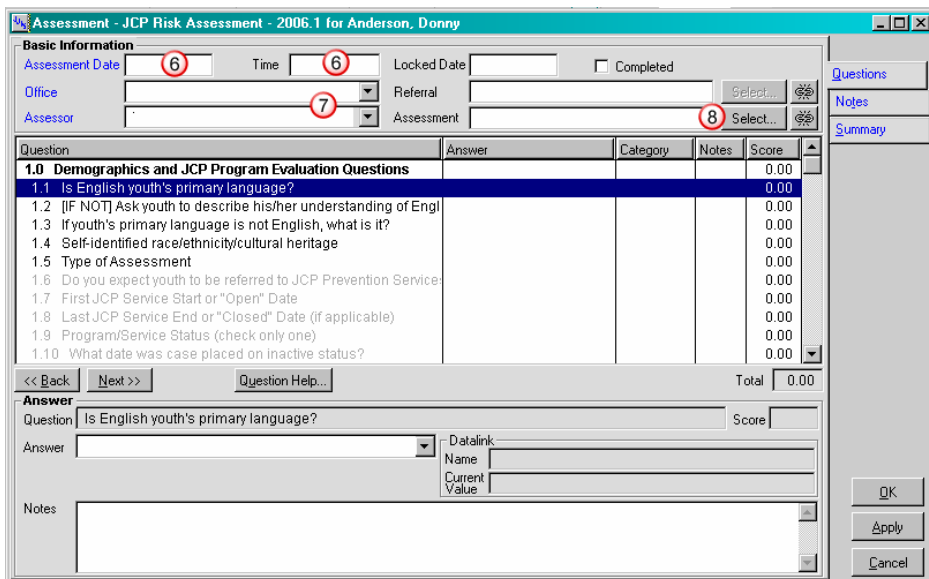 Assessment - JCP Risk Assessment - 2006.1 for Anderson, Donny
Basic Information
Assessment Date 6 Time 6 Locked Date Completed
Office Referral Select...
7
Assessor Assessment 8 Select...
Questions
Notes
Summary
Question Answer Category Notes Score
1.0 Demographics and JCP Program Evaluation Questions 0.00
1.1 Is English youth's primary language? 0.00
1.2 [IF NOT] Ask youth to describe his/her understanding of Engl 0.00
1.3 If youth's primary language is not English, what is it? 0.00
1.4 Self-identified race/ethnicity/cultural heritage 0.00
1.5 Type of Assessment 0.00
1.6 Do you expect youth to be referred to JCP Prevention Services 0.00
1.7 First JCP Service Start or "Open" Date 0.00
1.8 Last JCP Service End or "Closed" Date (if applicable) 0.00
1.9 Program/Service Status (check only one) 0.00
1.10 What date was case placed on inactive status? 0.00
<< Back Next >> Question Help... Total 0.00
Answer
Question Is English youth's primary language? Score
Answer Datalink
Name
Current
Value
Notes
OK
Apply
Cancel